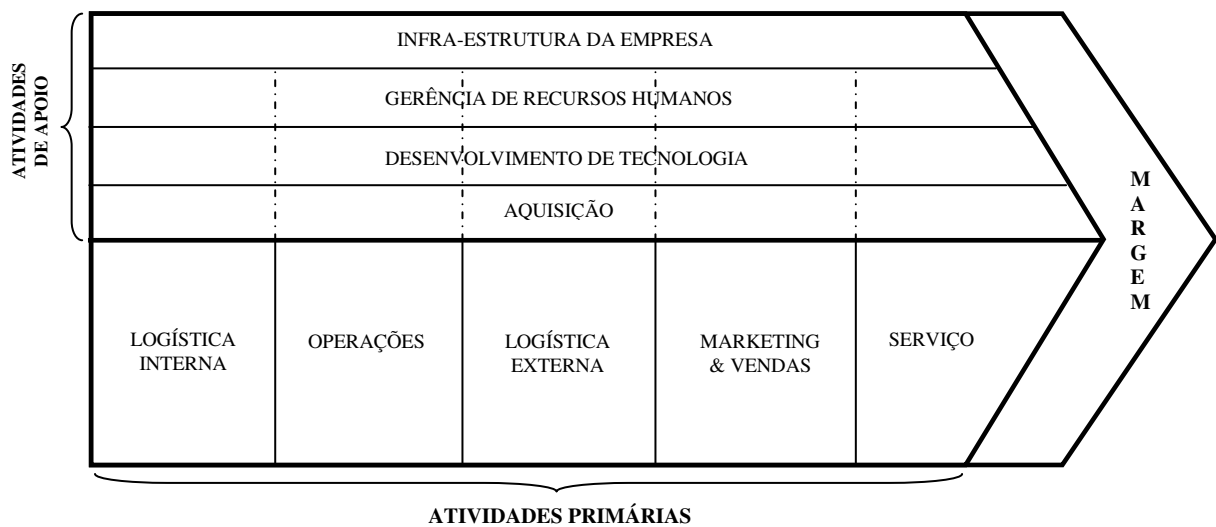 ATIVIDADES
DE APOIO
INFRA-ESTRUTURA DA EMPRESA
GERÊNCIA DE RECURSOS HUMANOS
DESENVOLVIMENTO DE TECNOLOGIA
AQUISIÇÃO
LOGÍSTICA
INTERNA
OPERAÇÕES
LOGÍSTICA
EXTERNA
MARKETING
& VENDAS
SERVIÇO
M
A
R
G
E
M
ATIVIDADES PRIMÁRIAS